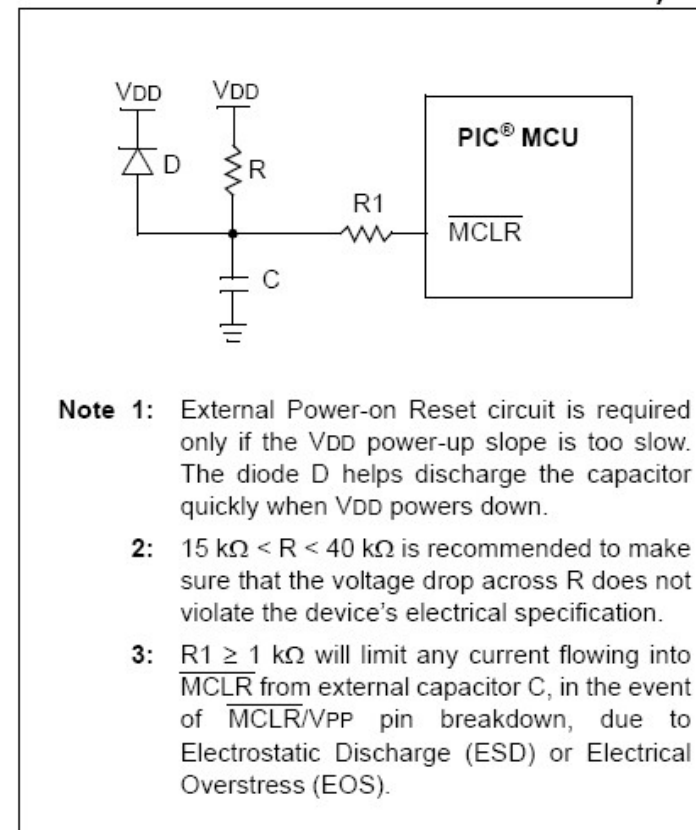 VDD VDD
D
R
R1
C
PIC® MCU
MCLR
Note 1: External Power-on Reset circuit is required
only if the VDD power-up slope is too slow.
The diode D helps discharge the capacitor
quickly when VDD powers down.
2: 15 kΩ < R < 40 kΩ is recommended to make
sure that the voltage drop across R does not
violate the device's electrical specification.
3: R1 ≥ 1 kΩ will limit any current flowing into
MCLR from external capacitor C, in the event
of MCLR/VPP pin breakdown, due to
Electrostatic Discharge (ESD) or Electrical
Overstress (EOS).